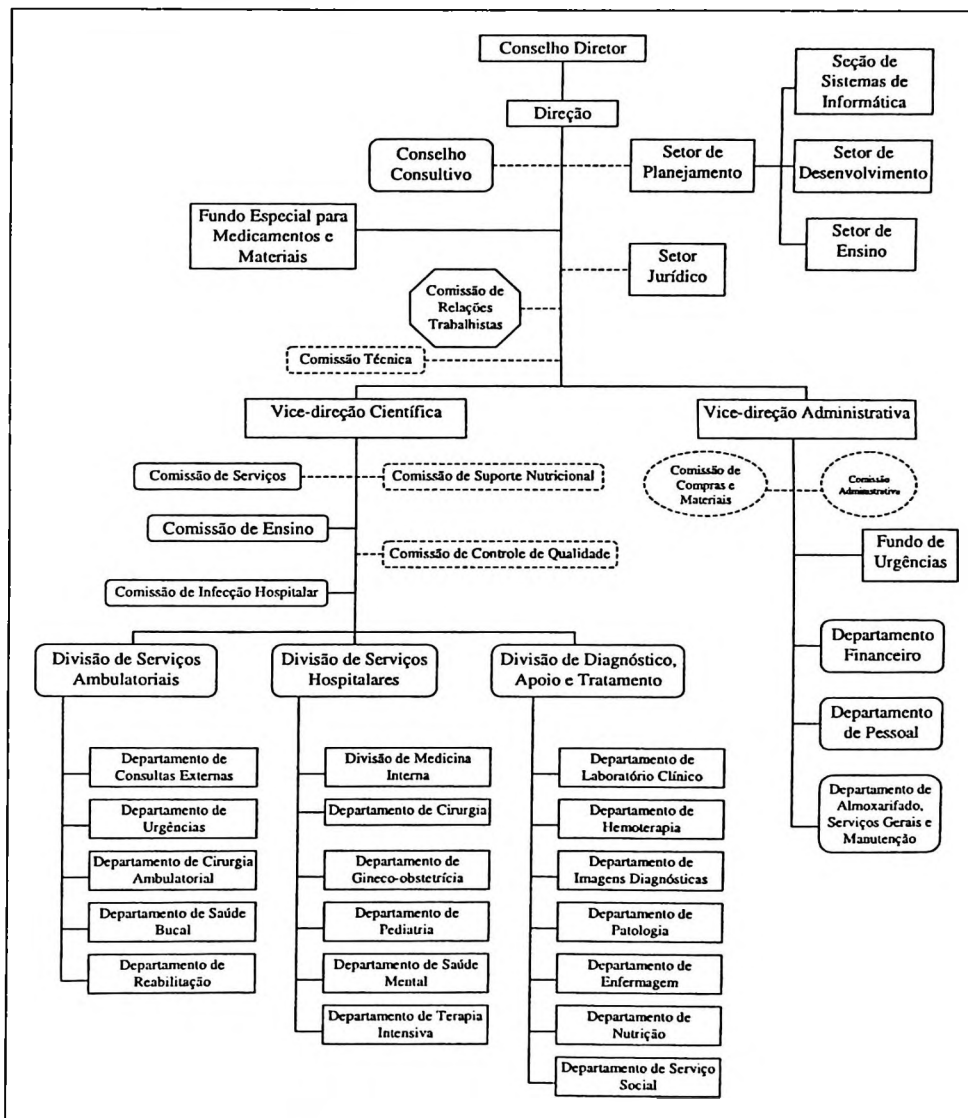 Conselho Diretor
Direção
Conselho
Consultivo
Setor de
Planejamento
Seção de
Sistemas de
Informática
Setor de
Desenvolvimento
Setor de
Ensino
Fundo Especial para
Medicamentos e
Materiais
Setor
Jurídico
Comissão de
Relações
Trabalhistas
Comissão Técnica
Vice-direção Científica
Vice-direção Administrativa
Comissão de Serviços
Comissão de Suporte Nutricional
Comissão de Ensino
Comissão de Controle de Qualidade
Comissão de Infecção Hospitalar
Comissão de
Compras e
Materiais
Comissão
Administrativa
Fundo de
Urgências
Departamento
Financeiro
Departamento
de Pessoal
Departamento de
Almoxarifado,
Serviços Gerais e
Manutenção
Divisão de Serviços
Ambulatoriais
Departamento de
Consultas Externas
Departamento de
Urgências
Departamento de Cirurgia
Ambulatorial
Departamento de Saúde
Bucal
Departamento de
Reabilitação
Divisão de Serviços
Hospitalares
Divisão de Medicina
Interna
Departamento de Cirurgia
Departamento de
Gineco-obstetrícia
Departamento de
Pediatria
Departamento de Saúde
Mental
Departamento de Terapia
Intensiva
Divisão de Diagnóstico,
Apoio e Tratamento
Departamento de
Laboratório Clínico
Departamento de
Hemoterapia
Departamento de
Imagens Diagnósticas
Departamento de
Patologia
Departamento de
Enfermagem
Departamento de
Nutrição
Departamento de Serviço
Social